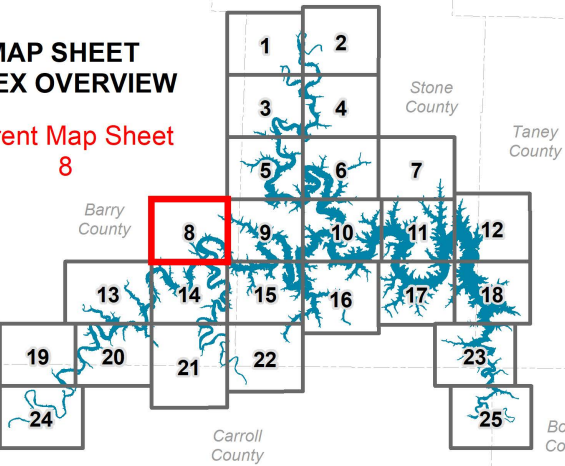 MAP SHEET
EX OVERVIEW
rent Map Sheet
8
1
2
Stone
County
3
4
Taney
County
5
6
7
Barry
County
8
9
10
11
12
13
14
15
16
17
18
19
20
21
22
23
24
25
Carroll
County
Bo
Co